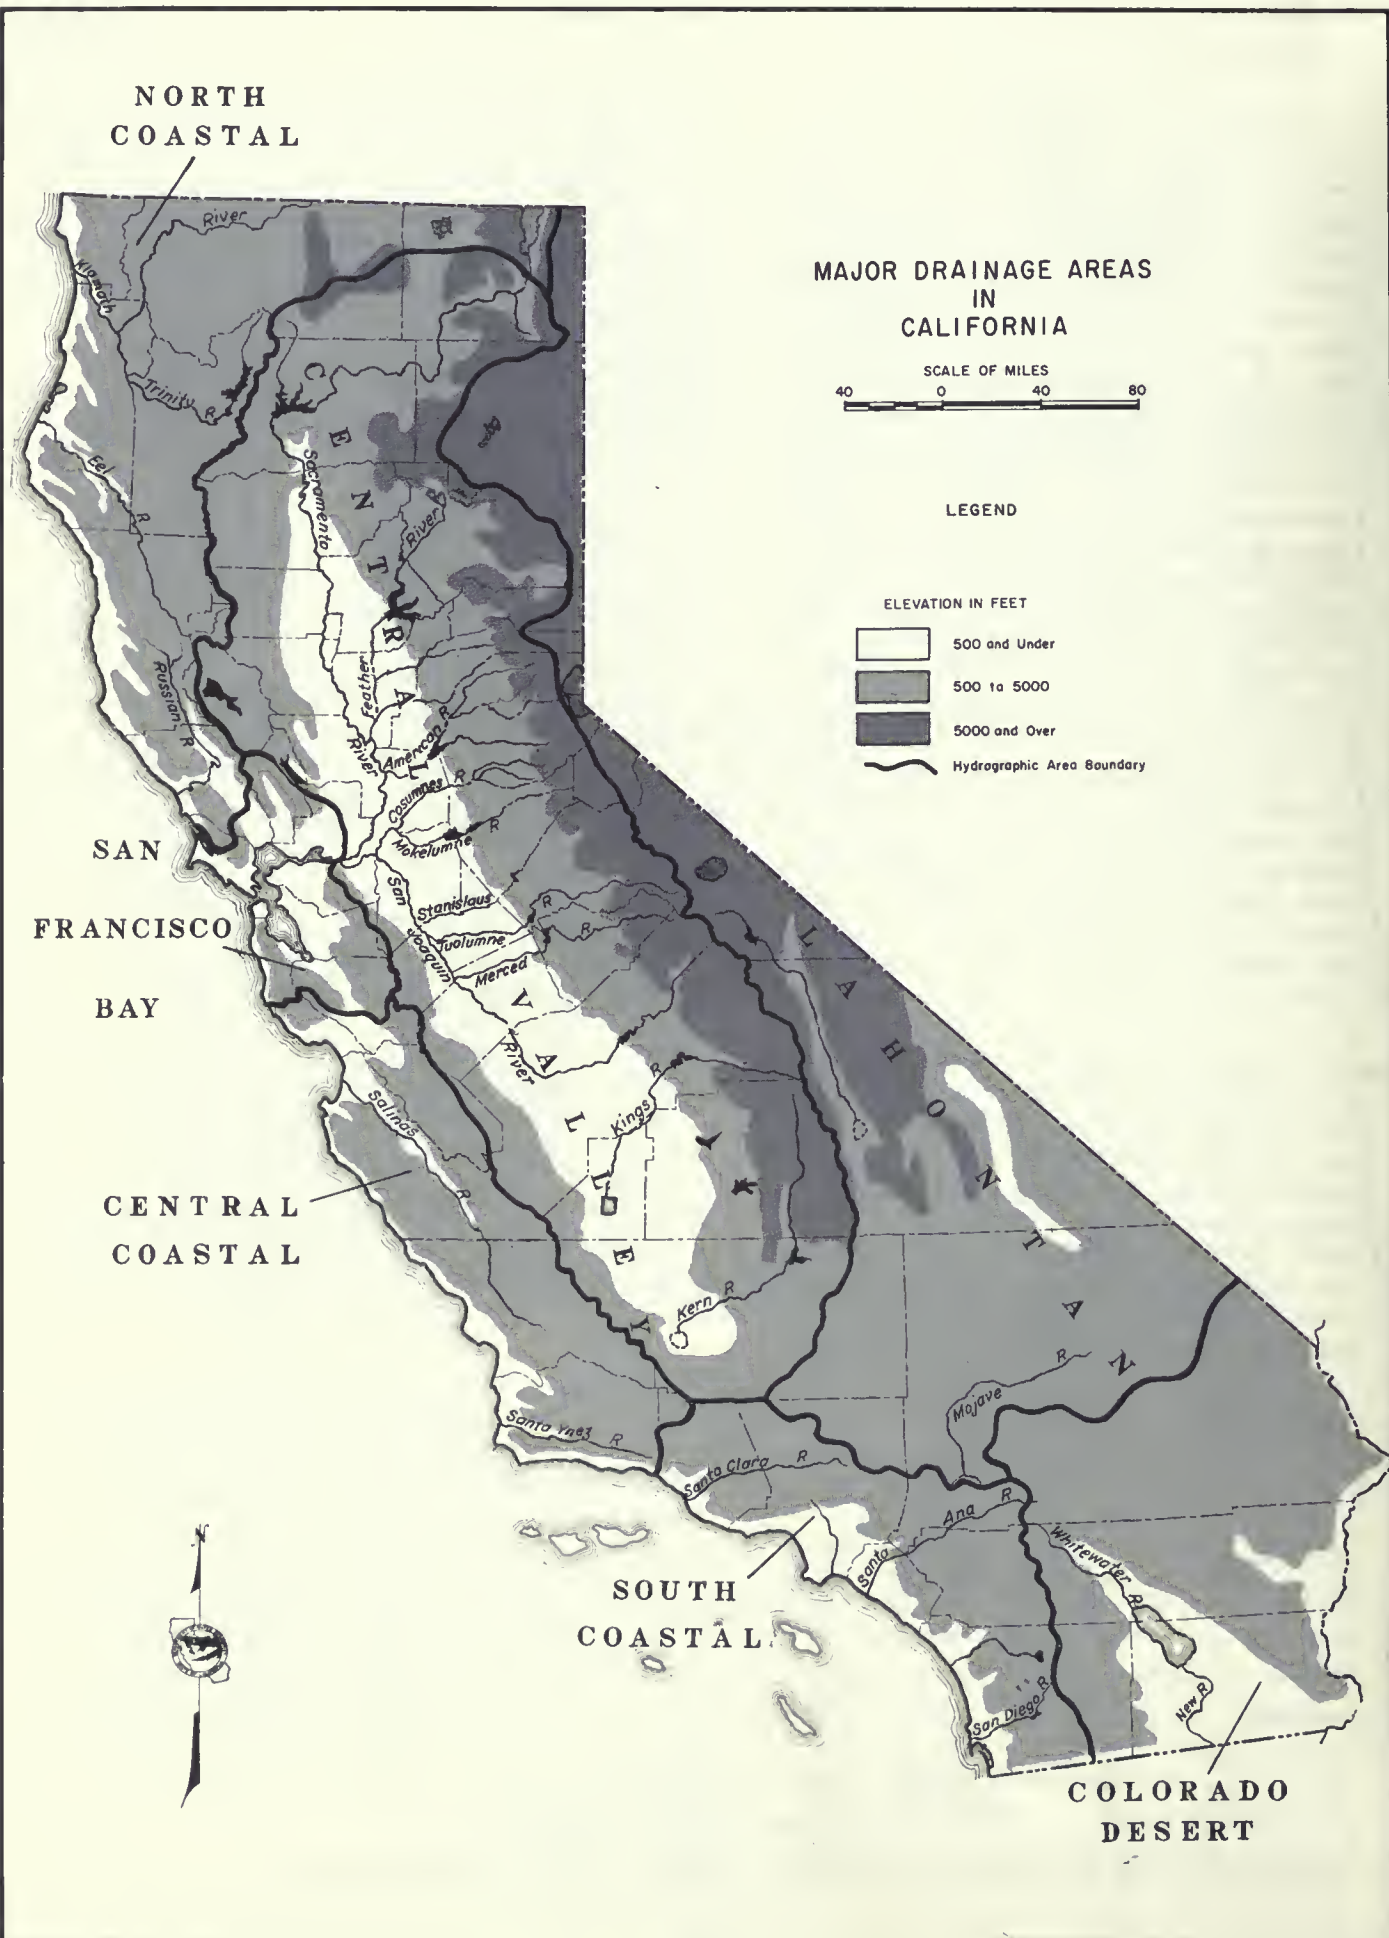 NORTH
COASTAL
River
Klamath
Trinity R
MAJOR DRAINAGE AREAS
IN
CALIFORNIA
SCALE OF MILES
40 0 40 80
LEGEND
ELEVATION IN FEET
500 and Under
500 to 5000
5000 and Over
Hydrographic Area Boundary
CENTRAL
VALLEY
LAHONTAN
Eel R
Sacramento
River
River R
Feather
Russian R
American R
Cosumnes R
Mokelumne R
SAN
FRANCISCO
BAY
San
Joaquin
River
Stanislaus R
Tuolumne R
Merced
Kings R
Salinas R
CENTRAL
COASTAL
Kern R
Mojave R
Santa Ynez R
Santa Clara R
Santa Ana R
Whitewater R
N
SOUTH
COASTAL
San Diego R
New R
COLORADO
DESERT